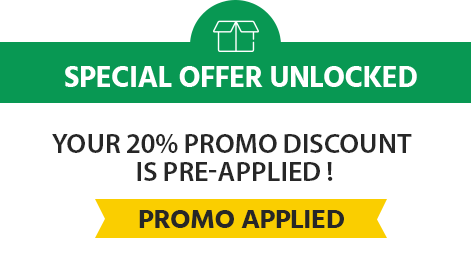 SPECIAL OFFER UNLOCKED
YOUR 20% PROMO DISCOUNT
IS PRE-APPLIED !
PROMO APPLIED